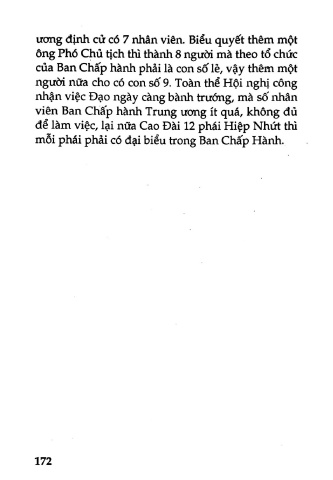 ương định cử có 7 nhân viên. Biểu quyết thêm một
ông Phó Chủ tịch thì thành 8 người mà theo tổ chức
của Ban Chấp hành phải là con số lẻ, vậy thêm một
người nữa cho có con số 9. Toàn thể Hội nghị công
nhận việc Đạo ngày càng bành trướng, mà số nhân
viên Ban Chấp hành Trung ương ít quá, không đủ
để làm việc, lại nữa Cao Đài 12 phái Hiệp Nhứt thì
mỗi phái phải có đại biểu trong Ban Chấp Hành.
172